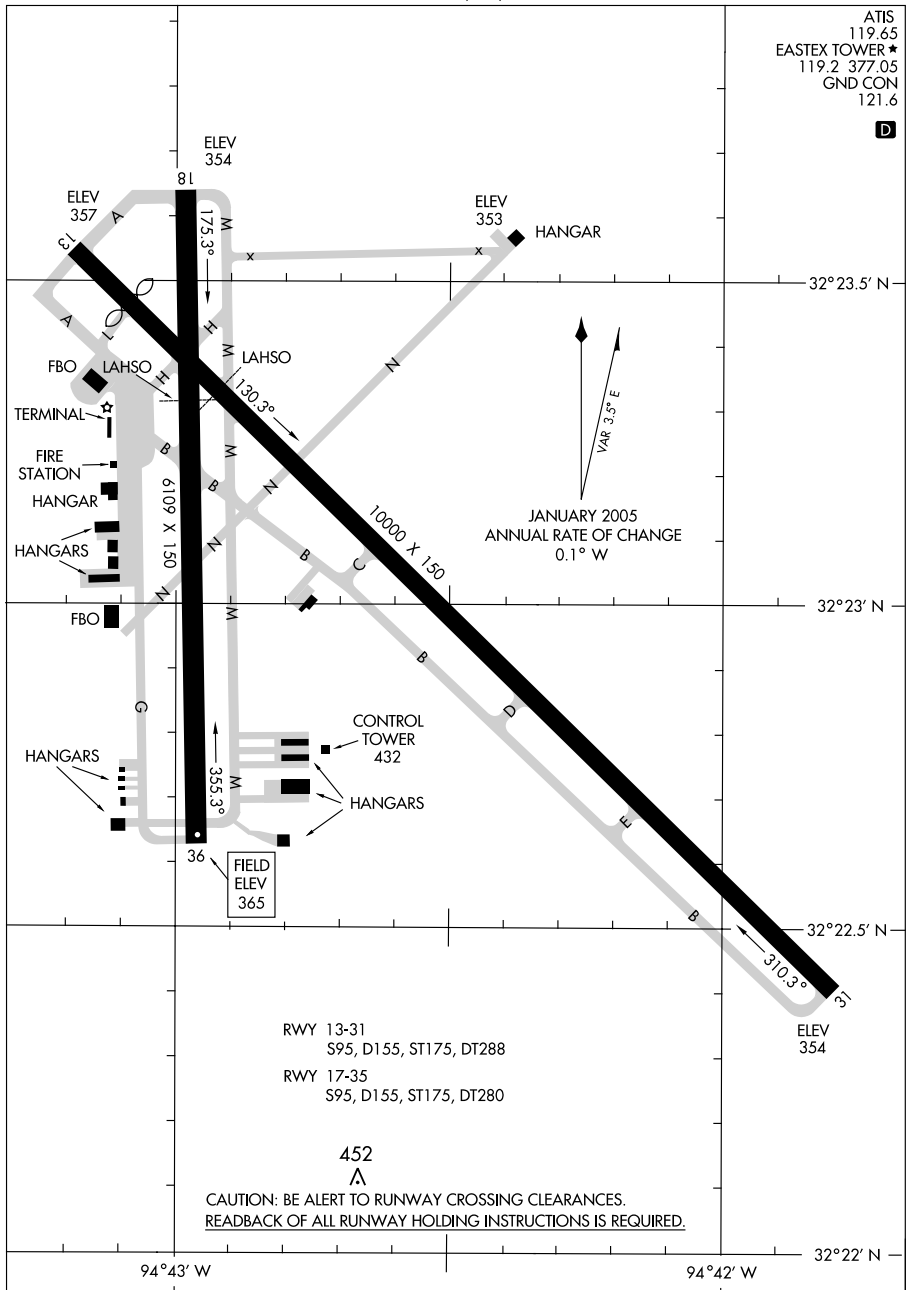 ATIS
119.65
EASTEX TOWER ★
119.2 377.05
GND CON
121.6
D
ELEV
354
18
ELEV
357
13
A
M
175.3°
ELEV
353
HANGAR
x
x
32°23.5' N
A
L
H
M
FBO
LAHSO
LAHSO
H
N
VAR 3.5° E
TERMINAL
130.3°
FIRE
STATION
B
M
B
N
HANGAR
6109 X 150
10000 X 150
JANUARY 2005
ANNUAL RATE OF CHANGE
0.1° W
HANGARS
N
B
C
N
M
FBO
32°23' N
B
G
D
CONTROL
TOWER
432
HANGARS
355.3°
M
HANGARS
E
36
FIELD
ELEV
365
B
32°22.5' N
310.3°
31
ELEV
354
RWY 13-31
S95, D155, ST175, DT288
RWY 17-35
S95, D155, ST175, DT280
452
CAUTION: BE ALERT TO RUNWAY CROSSING CLEARANCES.
READBACK OF ALL RUNWAY HOLDING INSTRUCTIONS IS REQUIRED.
32°22' N
94°43' W
94°42' W